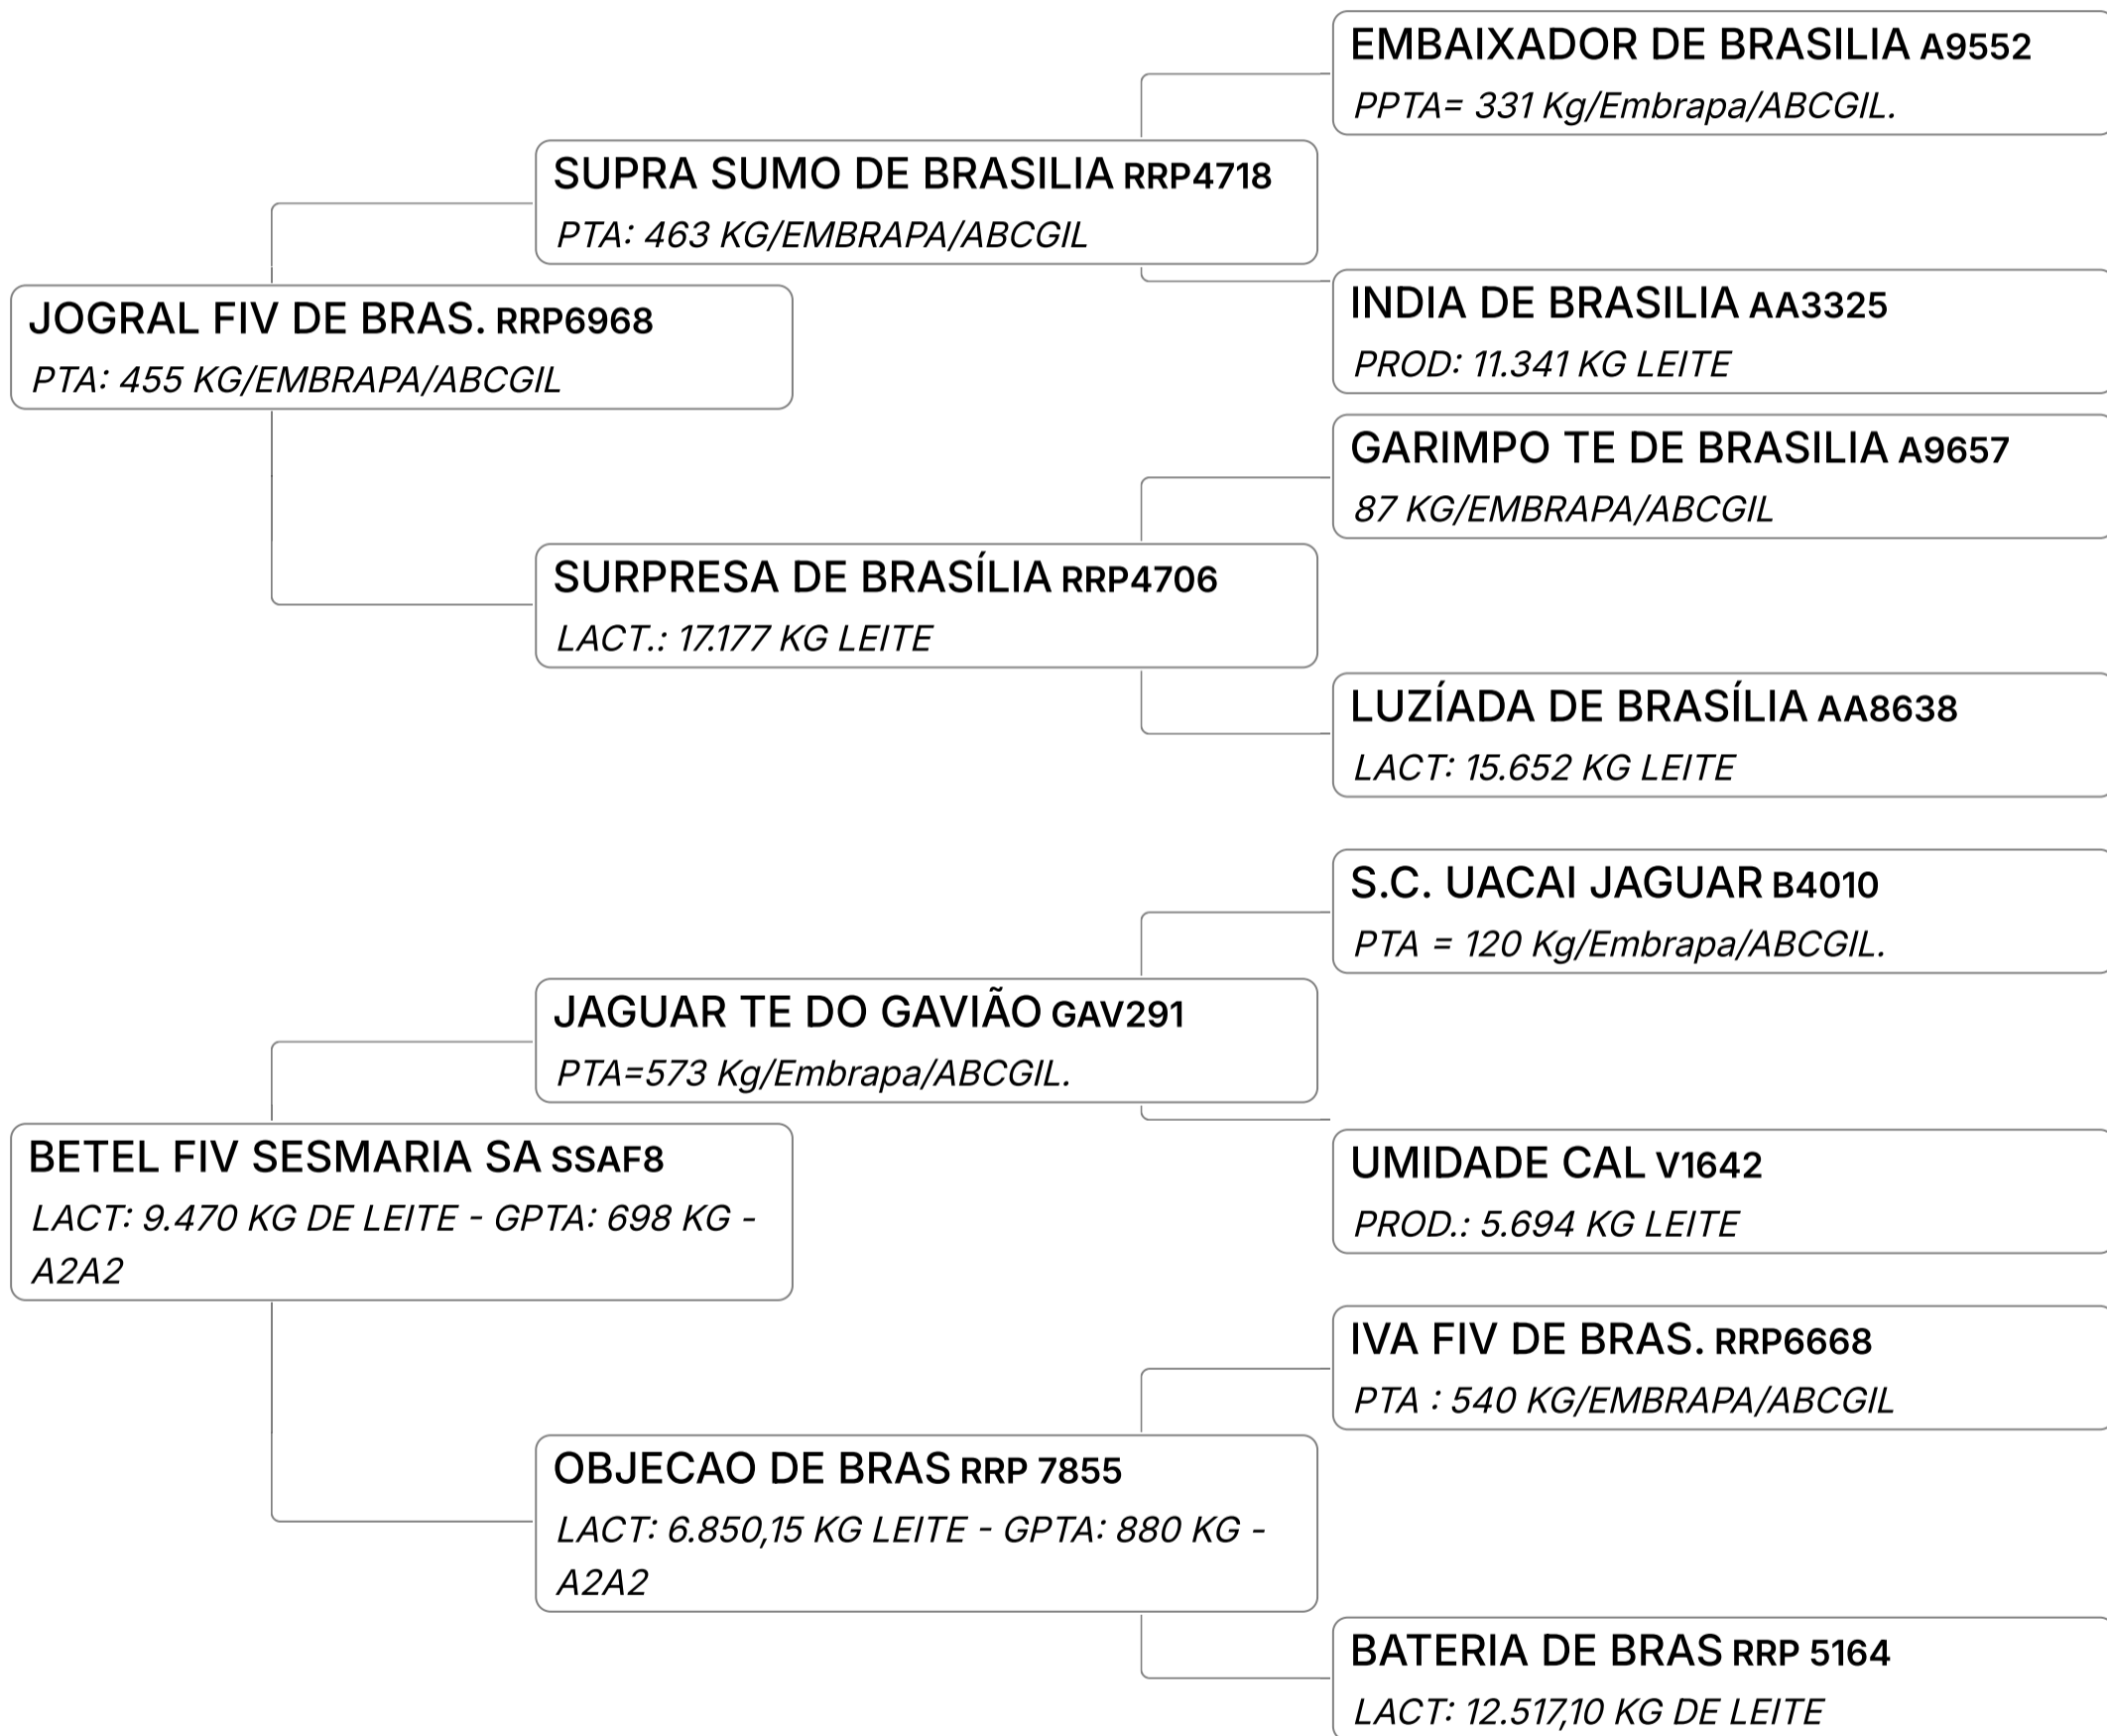 EMBAIXADOR DE BRASILIA A9552
PPTA= 331 Kg/Embrapa/ABCGIL.
SUPRA SUMO DE BRASILIA RRP4718
PTA: 463 KG/EMBRAPA/ABCGIL
INDIA DE BRASILIA AA3325
PROD: 11.341 KG LEITE
JOGRAL FIV DE BRAS. RRP6968
PTA: 455 KG/EMBRAPA/ABCGIL
GARIMPO TE DE BRASILIA A9657
87 KG/EMBRAPA/ABCGIL
SURPRESA DE BRASÍLIA RRP4706
LACT.: 17.177 KG LEITE
LUZÍADA DE BRASÍLIA AA8638
LACT: 15.652 KG LEITE
S.C. UACAI JAGUAR B4010
PTA = 120 Kg/Embrapa/ABCGIL.
JAGUAR TE DO GAVIÃO GAV291
PTA=573 Kg/Embrapa/ABCGIL.
UMIDADE CAL V1642
PROD.: 5.694 KG LEITE
BETEL FIV SESMARIA SA SSAF8
LACT: 9.470 KG DE LEITE - GPTA: 698 KG -
A2A2
IVA FIV DE BRAS. RRP6668
PTA : 540 KG/EMBRAPA/ABCGIL
OBJECAO DE BRAS RRP 7855
LACT: 6.850,15 KG LEITE - GPTA: 880 KG -
A2A2
BATERIA DE BRAS RRP 5164
LACT: 12.517,10 KG DE LEITE